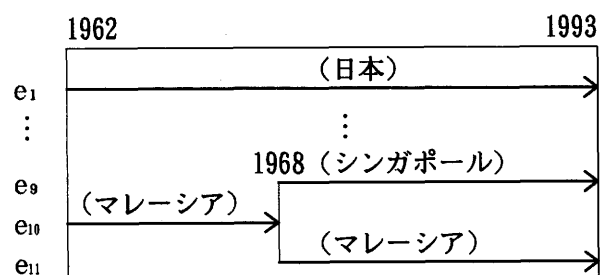 1962 1993
(日本)
e1
⋮ ⋮
1968 (シンガポール)
e9
(マレーシア)
e10
(マレーシア)
e11